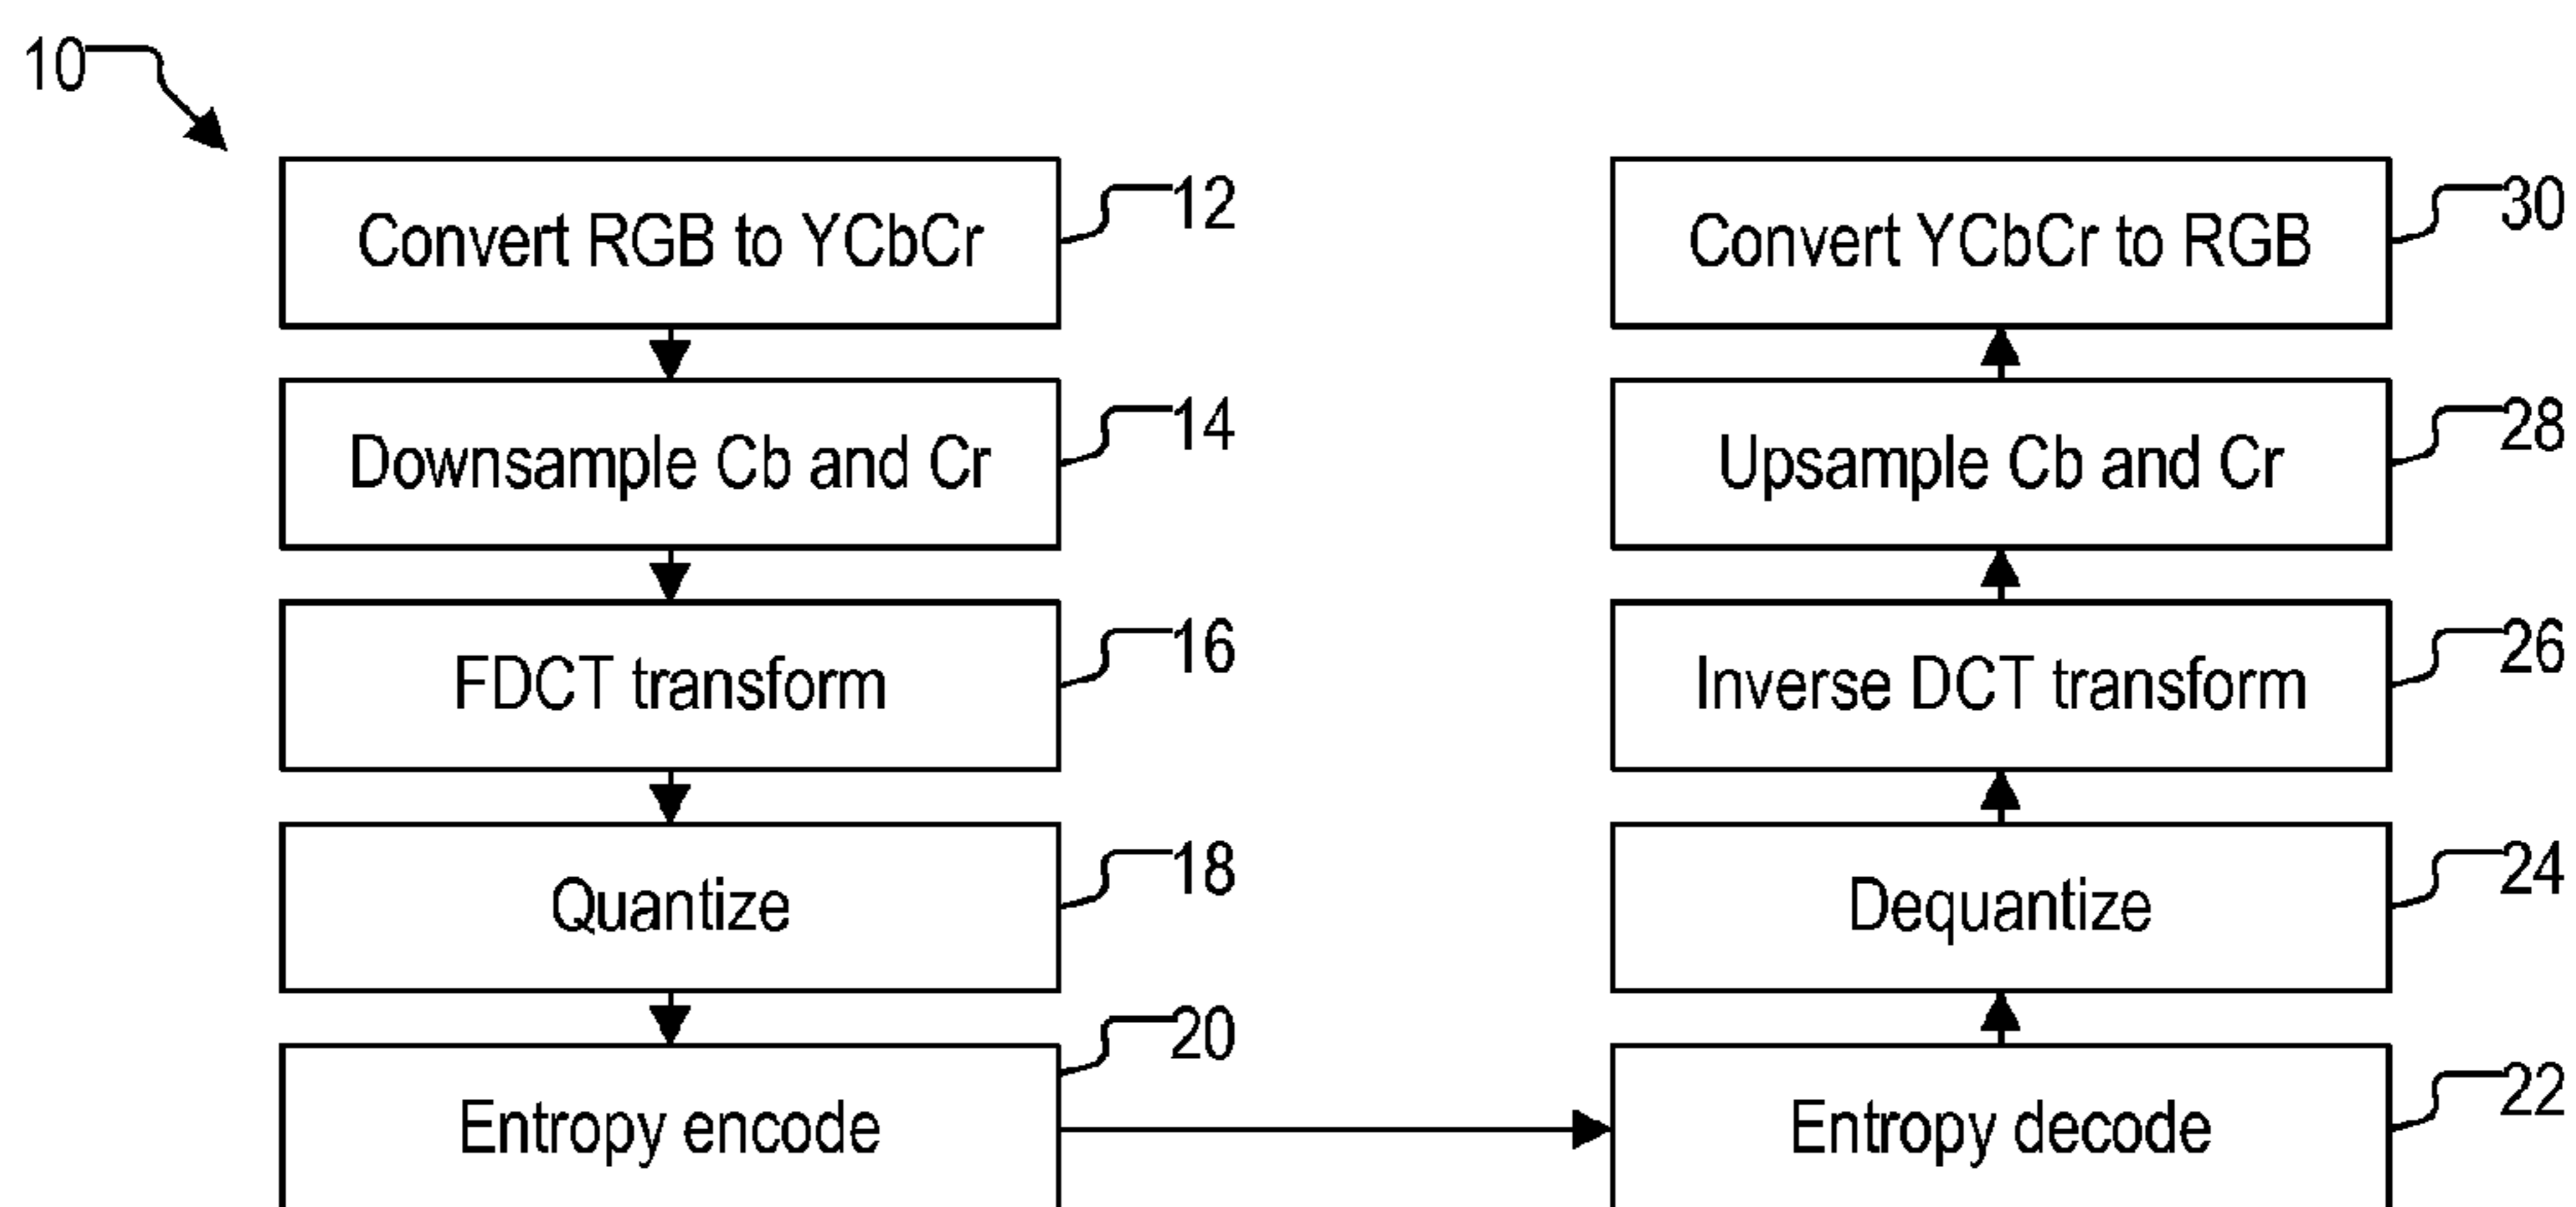 10
Convert RGB to YCbCr
12
Downsample Cb and Cr
14
FDCT transform
16
Quantize
18
Entropy encode
20
Convert YCbCr to RGB
30
Upsample Cb and Cr
28
Inverse DCT transform
26
Dequantize
24
Entropy decode
22